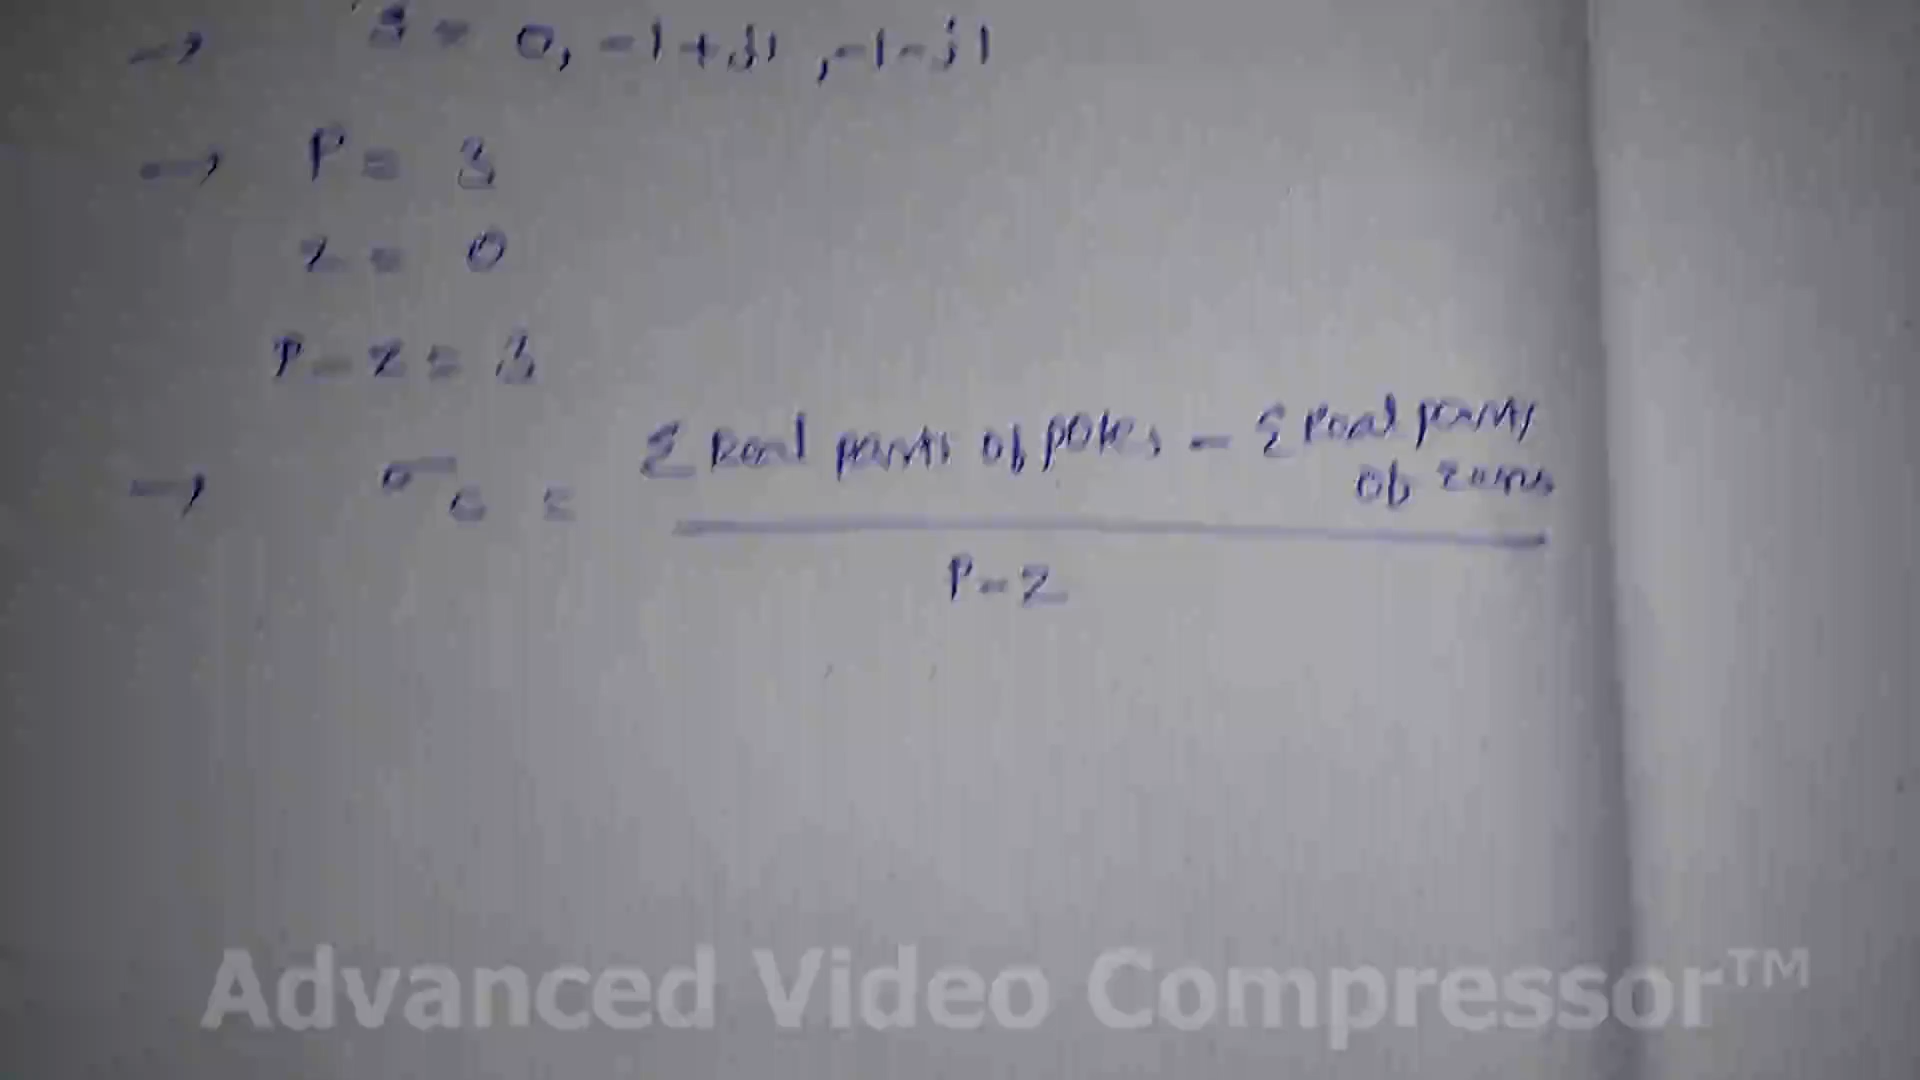 → s = 0, -1+j1, -1-j1
→ P = 3
z = 0
P - z = 3
→ σc = Σ Real parts of poles - Σ Real parts of zeros
P - z
Advanced Video Compressor™